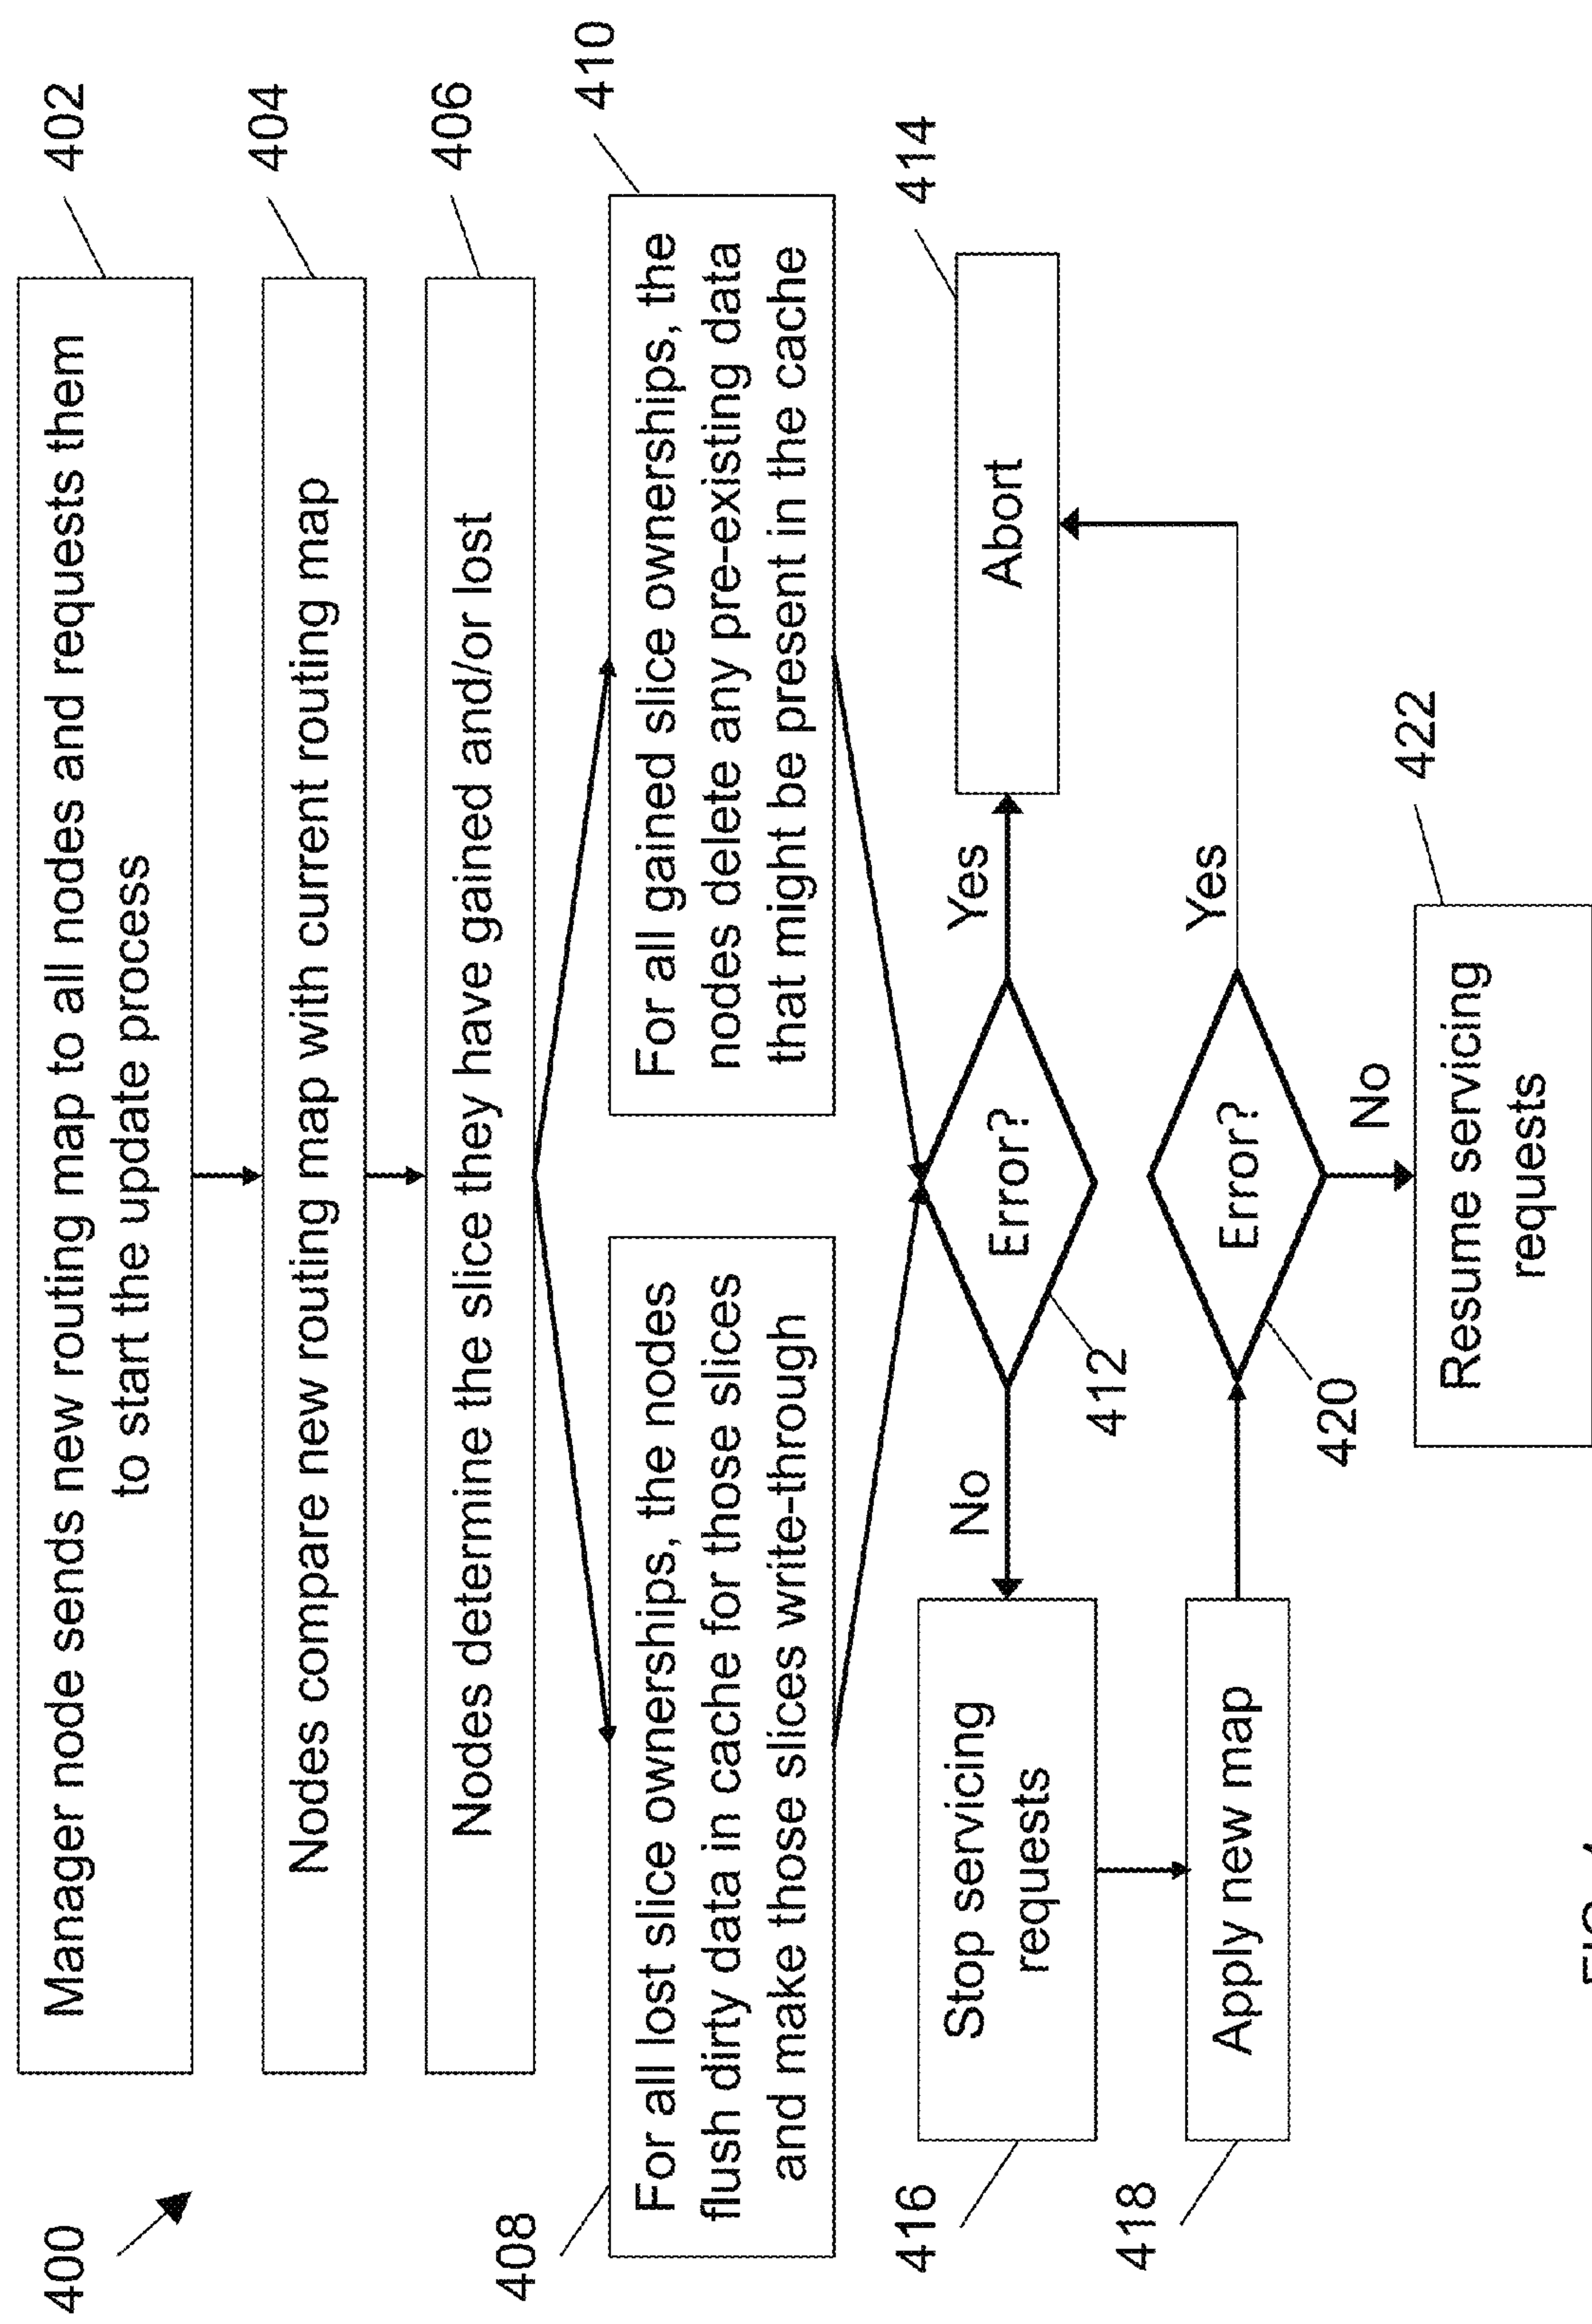 400
402
Manager node sends new routing map to all nodes and requests them
to start the update process
404
Nodes compare new routing map with current routing map
406
Nodes determine the slice they have gained and/or lost
408
For all lost slice ownerships, the nodes
flush dirty data in cache for those slices
and make those slices write-through
410
For all gained slice ownerships, the
nodes delete any pre-existing data
that might be present in the cache
416
Stop servicing
requests
No
Error?
412
Yes
Abort
414
418
Apply new map
420
Error?
Yes
No
422
Resume servicing
requests